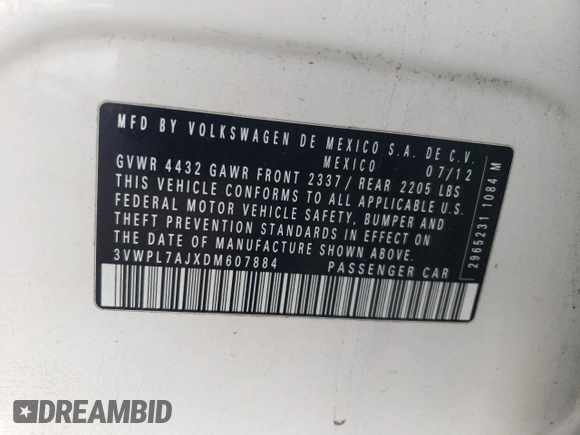 MFD BY VOLKSWAGEN DE MEXICO S.A. DE C.V.
MEXICO 07/12
GVWR 4432 GAWR FRONT 2337/ REAR 2205 LBS
THIS VEHICLE CONFORMS TO ALL APPLICABLE U.S.
FEDERAL MOTOR VEHICLE SAFETY, BUMPER AND
THEFT PREVENTION STANDARDS IN EFFECT ON THE
DATE OF MANUFACTURE SHOWN ABOVE.
3VWPL7AJXDM607884 PASSENGER CAR
2965231 1084 M
DREAMBID